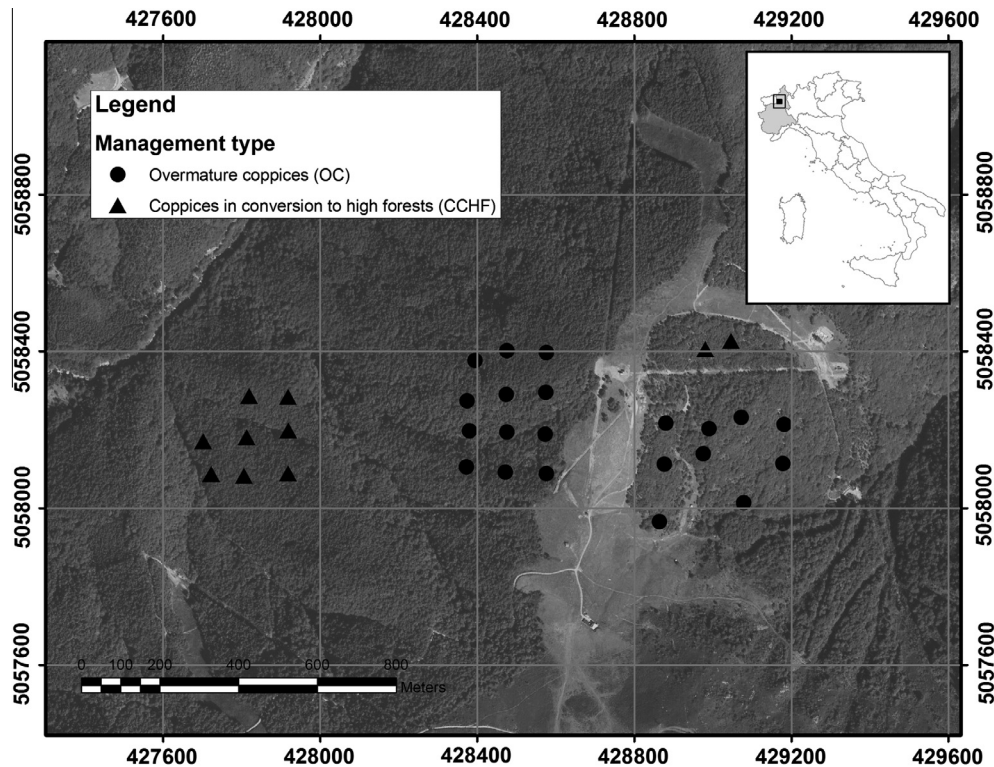 427600 428000 428400 428800 429200 429600
Legend
Management type
Overmature coppices (OC)
Coppices in conversion to high forests (CCHF)
5058800 5058800
5058400 5058400
5058000 5058000
5057600 5057600
0 100 200 400 600 800
Meters
427600 428000 428400 428800 429200 429600